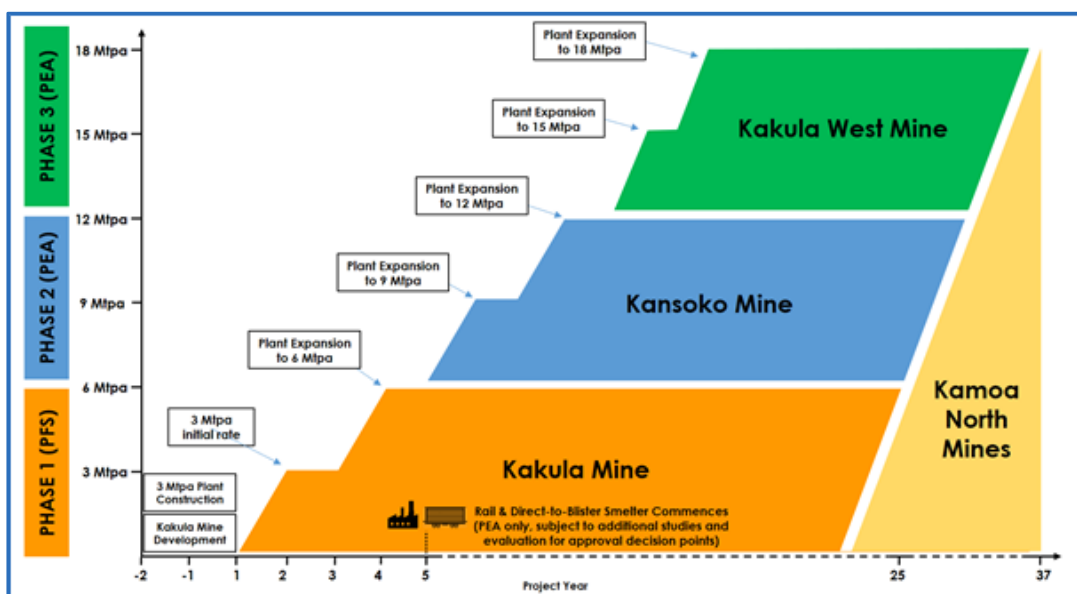 18 Mtpa
15 Mtpa
12 Mtpa
9 Mtpa
6 Mtpa
3 Mtpa
PHASE 3 (PEA)
PHASE 2 (PEA)
PHASE 1 (PFS)
Plant Expansion
to 18 Mtpa
Plant Expansion
to 15 Mtpa
Plant Expansion
to 12 Mtpa
Plant Expansion
to 9 Mtpa
Plant Expansion
to 6 Mtpa
3 Mtpa
initial rate
3 Mtpa Plant
Construction
Kakula Mine
Development
Kakula West Mine
Kansoko Mine
Kakula Mine
Kamoa
North
Mines
Rail & Direct-to-Blister Smelter Commences
(PEA only, subject to additional studies and
evaluation for approval decision points)
-2 -1 1 2 3 4 5 25 37
Project Year